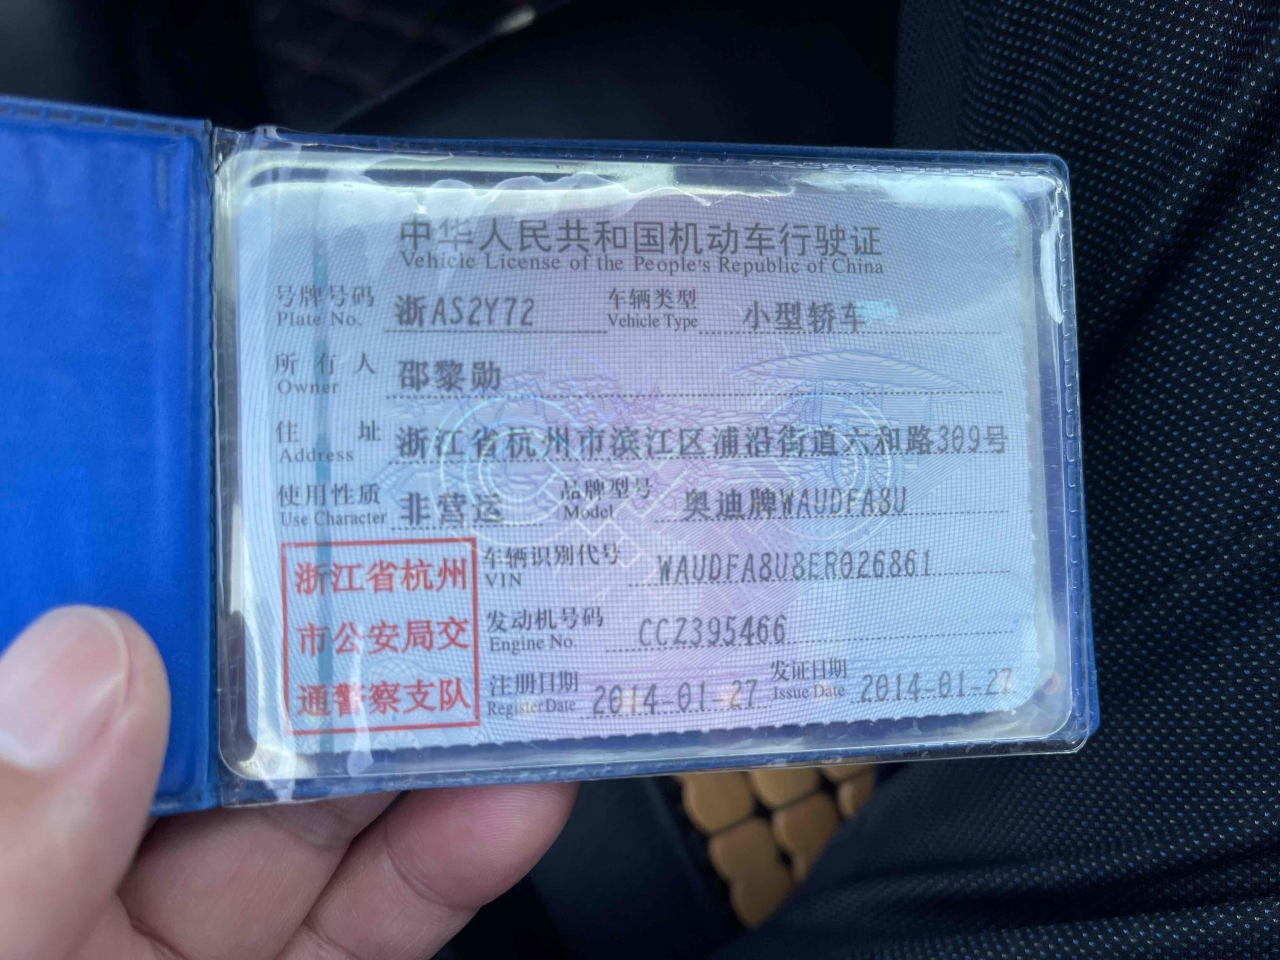 中华人民共和国机动车行驶证
Vehicle License of the People's Republic of China
号牌号码 浙AS2Y72 车辆类型 小型轿车
Plate No. Vehicle Type
所有人 邵黎勋
Owner
住址 浙江省杭州市滨江区浦沿街道六和路309号
Address
使用性质 非营运 品牌型号 奥迪牌WAUDFA8U
Use Character Model
浙江省杭州
市公安局交
通警察支队
车辆识别代号 WAUDFA8U8ER026861
VIN
发动机号码 CCZ395466
Engine No.
注册日期 2014-01-27 发证日期 2014-01-27
Register Date Issue Date